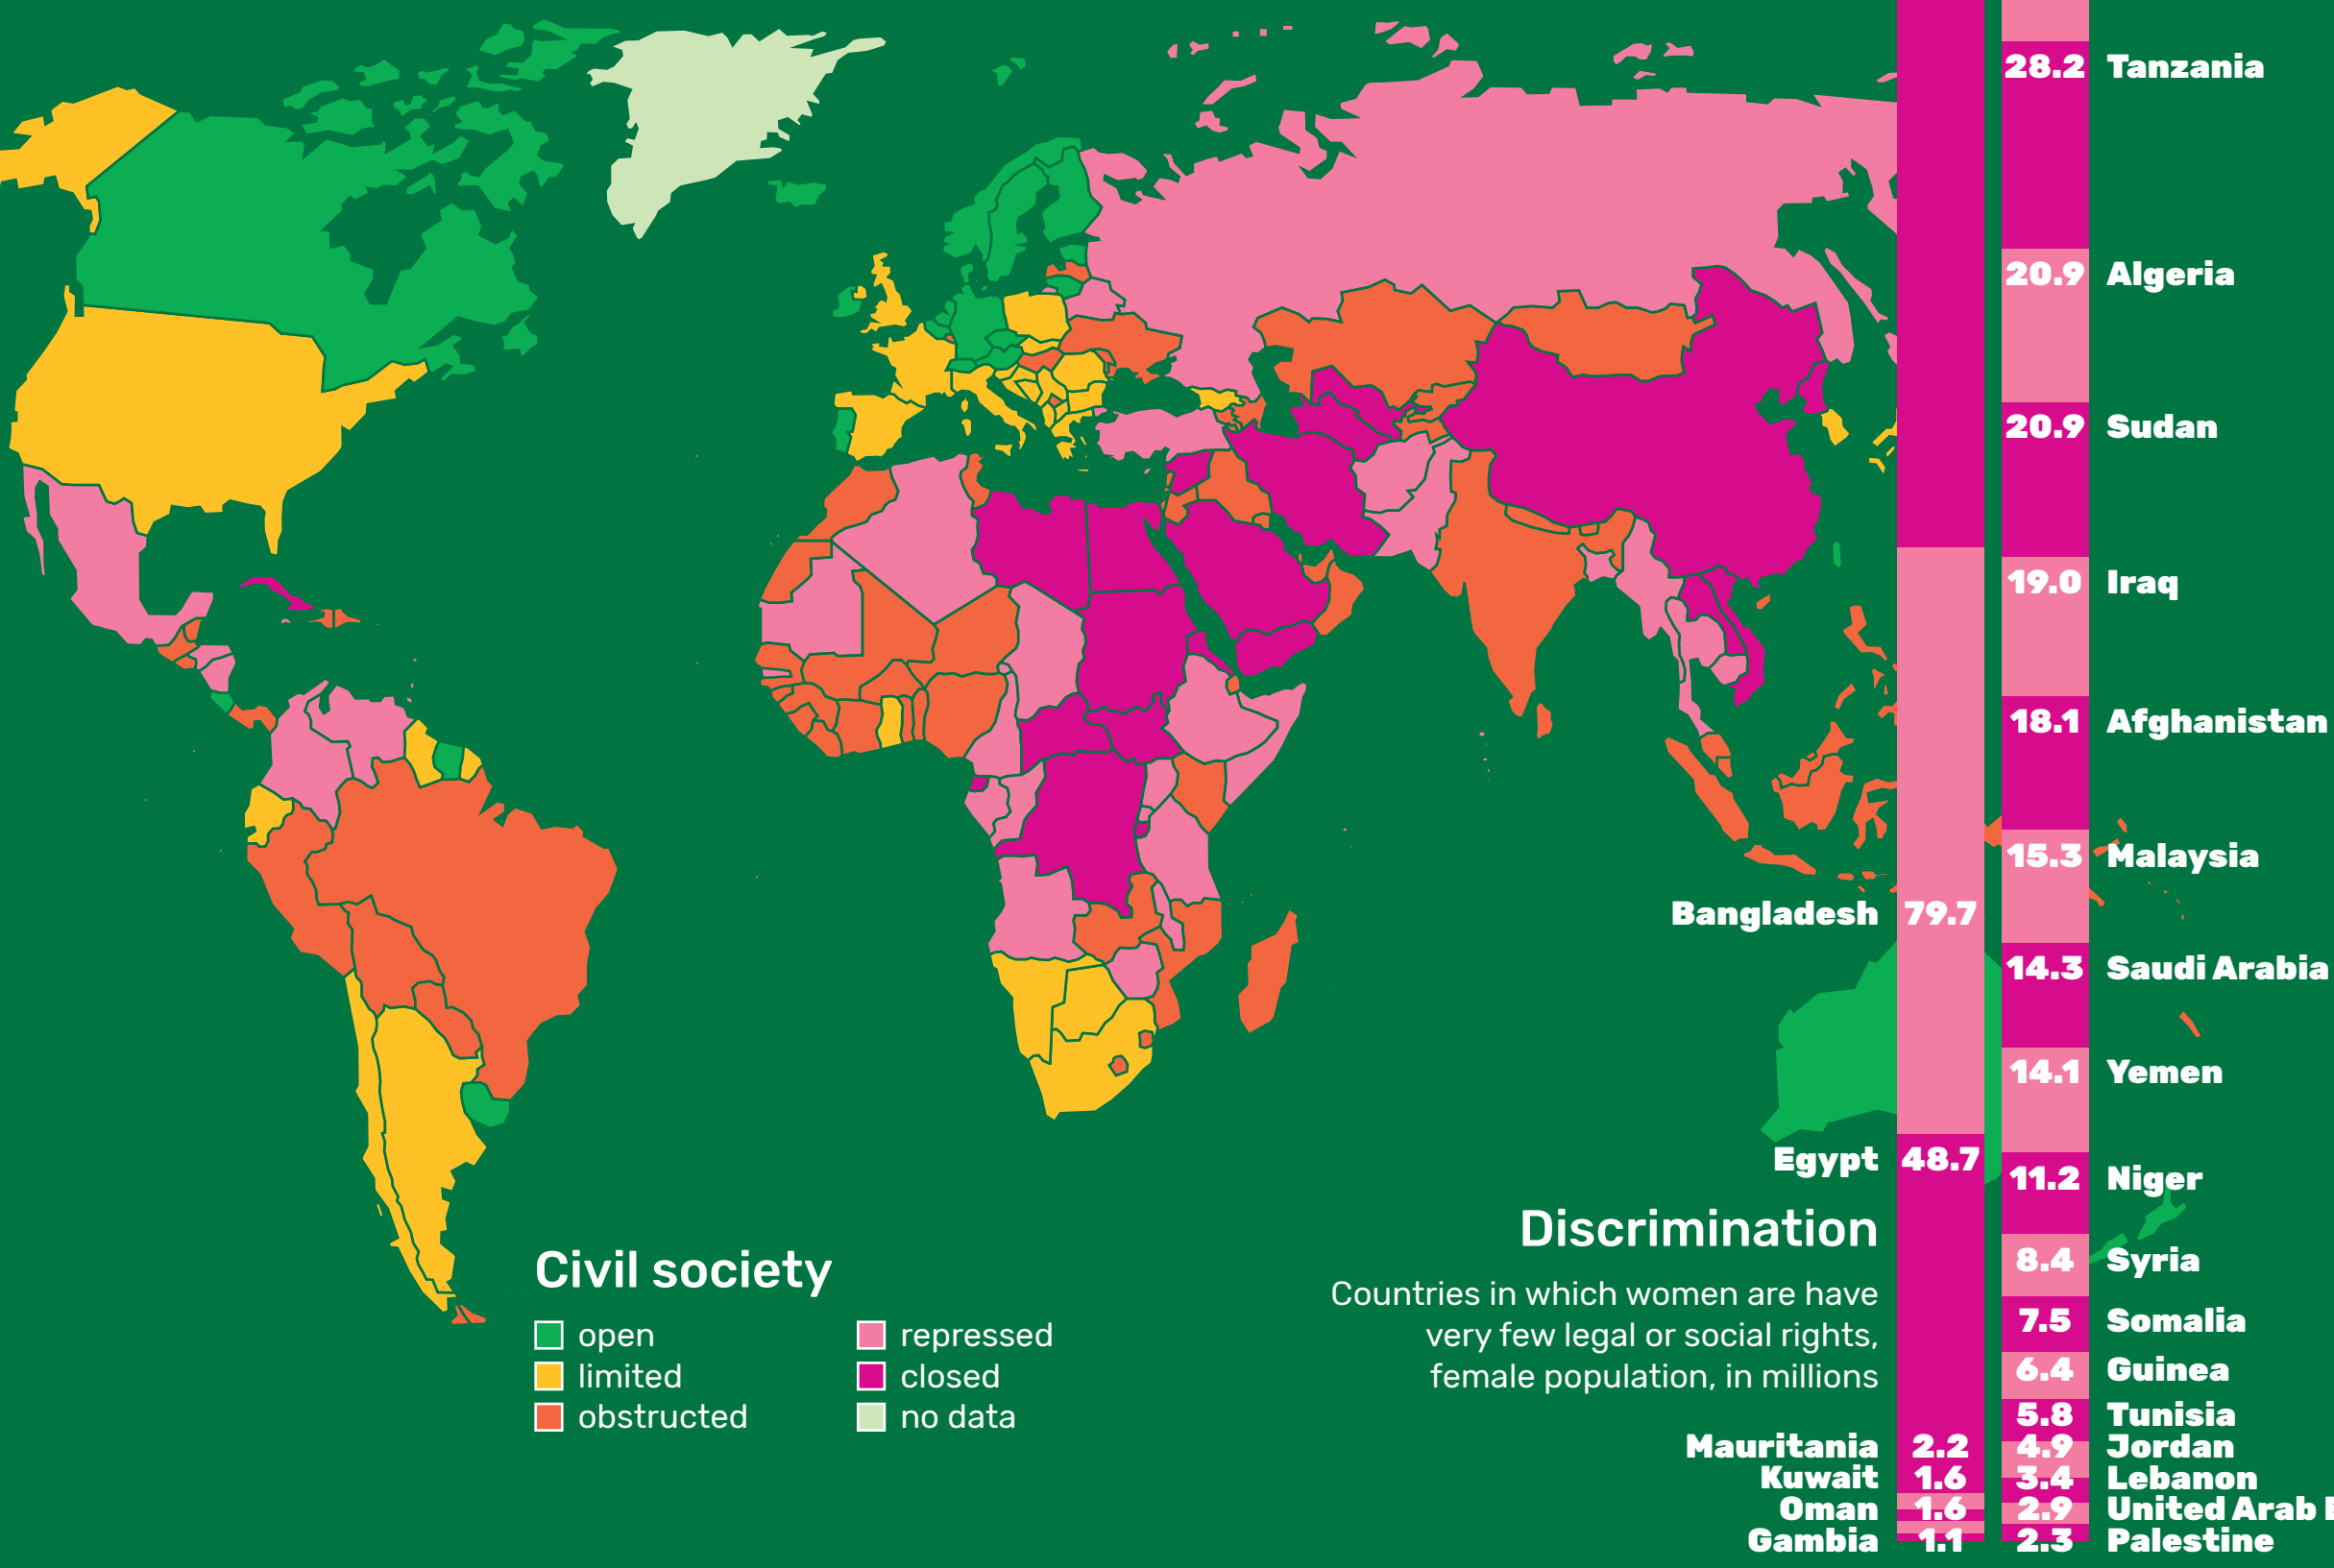 28.2 Tanzania
20.9 Algeria
20.9 Sudan
19.0 Iraq
18.1 Afghanistan
15.3 Malaysia
Bangladesh 79.7
14.3 Saudi Arabia
14.1 Yemen
Egypt 48.7
11.2 Niger
Discrimination
Countries in which women are have
very few legal or social rights,
female population, in millions
8.4 Syria
7.5 Somalia
6.4 Guinea
5.8 Tunisia
Mauritania 2.2
4.9 Jordan
Kuwait 1.6
3.4 Lebanon
Oman 1.6
2.9 United Arab
Gambia 1.1
2.3 Palestine
Civil society
open
limited
obstructed
repressed
closed
no data